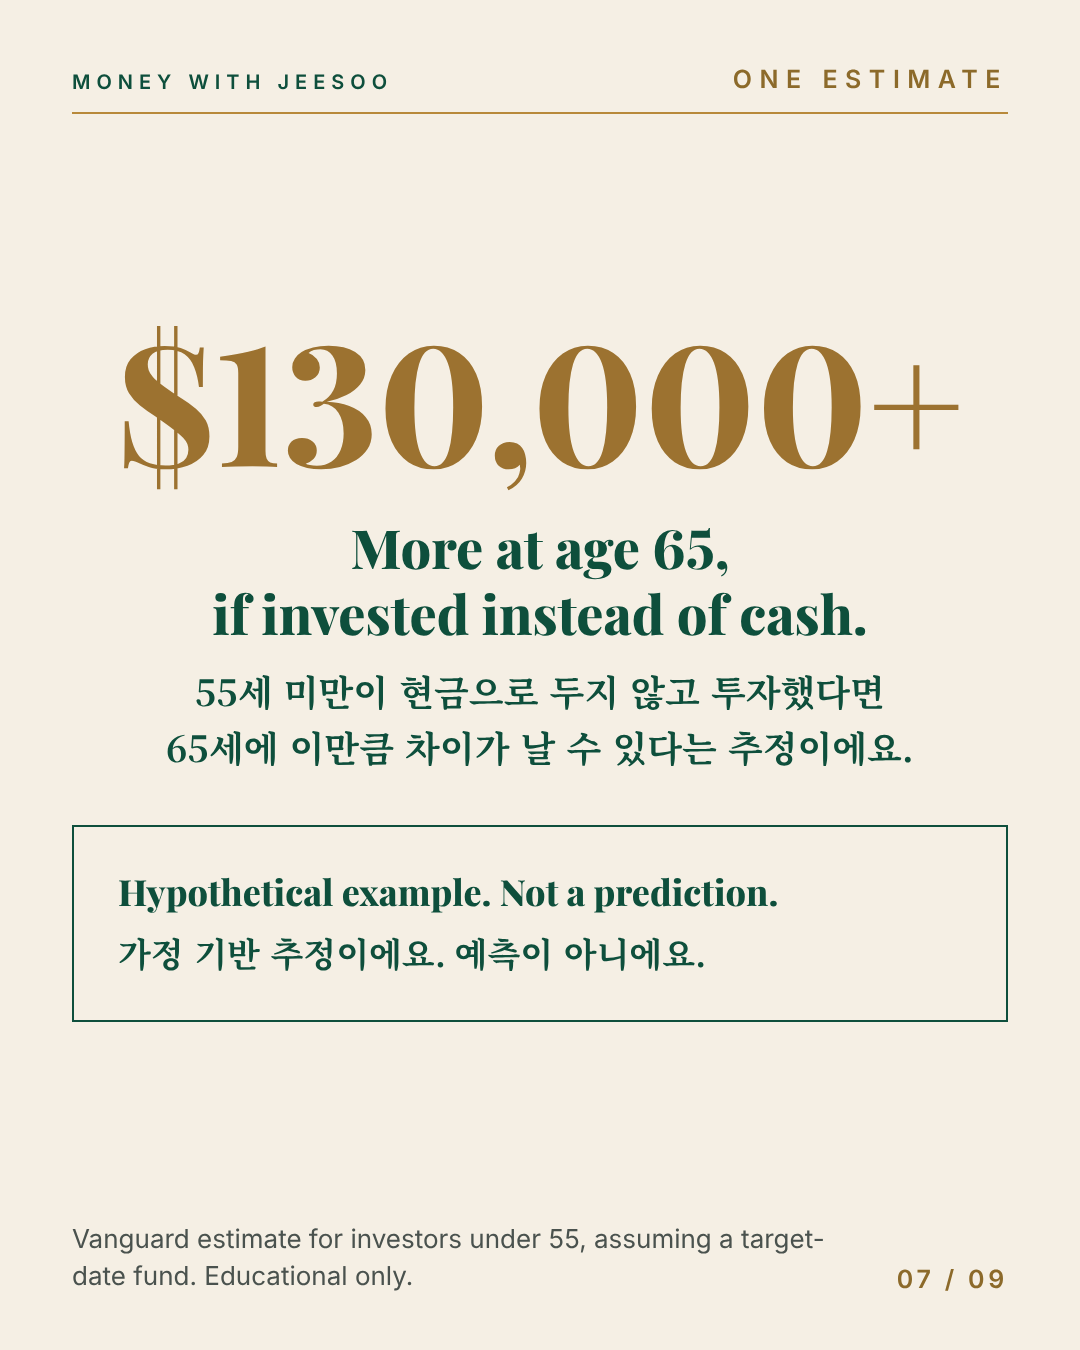 MONEY WITH JEESOO
ONE ESTIMATE
$130,000+
More at age 65,
if invested instead of cash.
55세 미만이 현금으로 두지 않고 투자했다면
65세에 이만큼 차이가 날 수 있다는 추정이에요.
Hypothetical example. Not a prediction.
가정 기반 추정이에요. 예측이 아니에요.
Vanguard estimate for investors under 55, assuming a target-
date fund. Educational only.
07 / 09